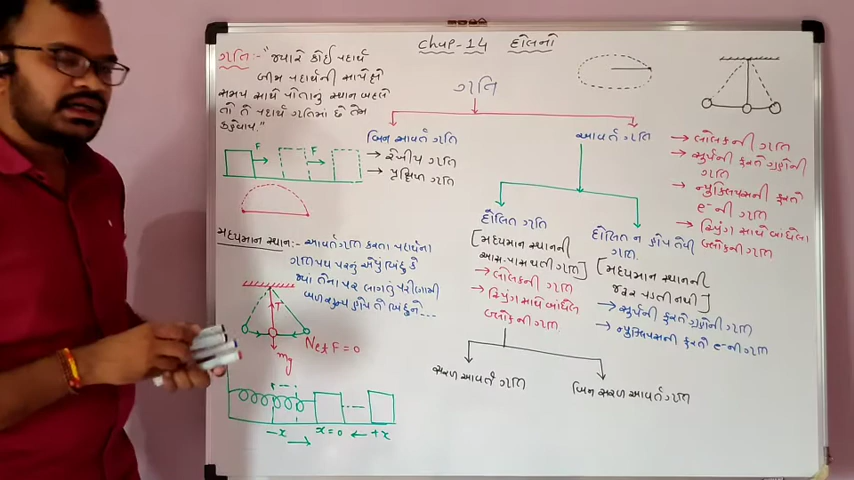 Chap-14 દોલનો
ગતિ:- "જ્યારે કોઈ પદાર્થ
બીજા પદાર્થની સાપેક્ષે
સમય સાથે પોતાનું સ્થાન બદલે
તો તે પદાર્થ ગતિમાં છે તેમ
કહેવાય."
F
F
ગતિ
બિન આવર્ત ગતિ
→ રેખીય ગતિ
→ પ્રક્ષિપ્ત ગતિ
આવર્ત ગતિ
→ લોલકની ગતિ
→ સૂર્યની ફરતે ગ્રહોની
ગતિ
→ ન્યુક્લિયસની ફરતે
e⁻ની ગતિ
→ સ્પ્રિંગ સાથે બાંધેલા
બ્લોકની ગતિ
દોલિત ગતિ
[મધ્યમાન સ્થાનની
આસ-પાસ થતી ગતિ]
→ લોલકની ગતિ
→ સ્પ્રિંગ સાથે બાંધેલ
બ્લોકની ગતિ.
દોલિત ન હોય તેવી
ગતિ.
[મધ્યમાન સ્થાનની
જરૂર પડતી નથી]
→ સૂર્યની ફરતે ગ્રહોની ગતિ
→ ન્યુક્લિયસની ફરતે e⁻ની ગતિ.
સરળ આવર્ત ગતિ
બિન સરળ આવર્ત ગતિ
મધ્યમાન સ્થાન:- આવર્તગતિ કરતા પદાર્થના
ગતિપથ પરનું એવું બિંદુ કે
જ્યાં તેના પર લાગતું પરિણામી
બળ શૂન્ય હોય તે બિંદુને...
T
mg
Net F = 0
F
-x x=0 +x